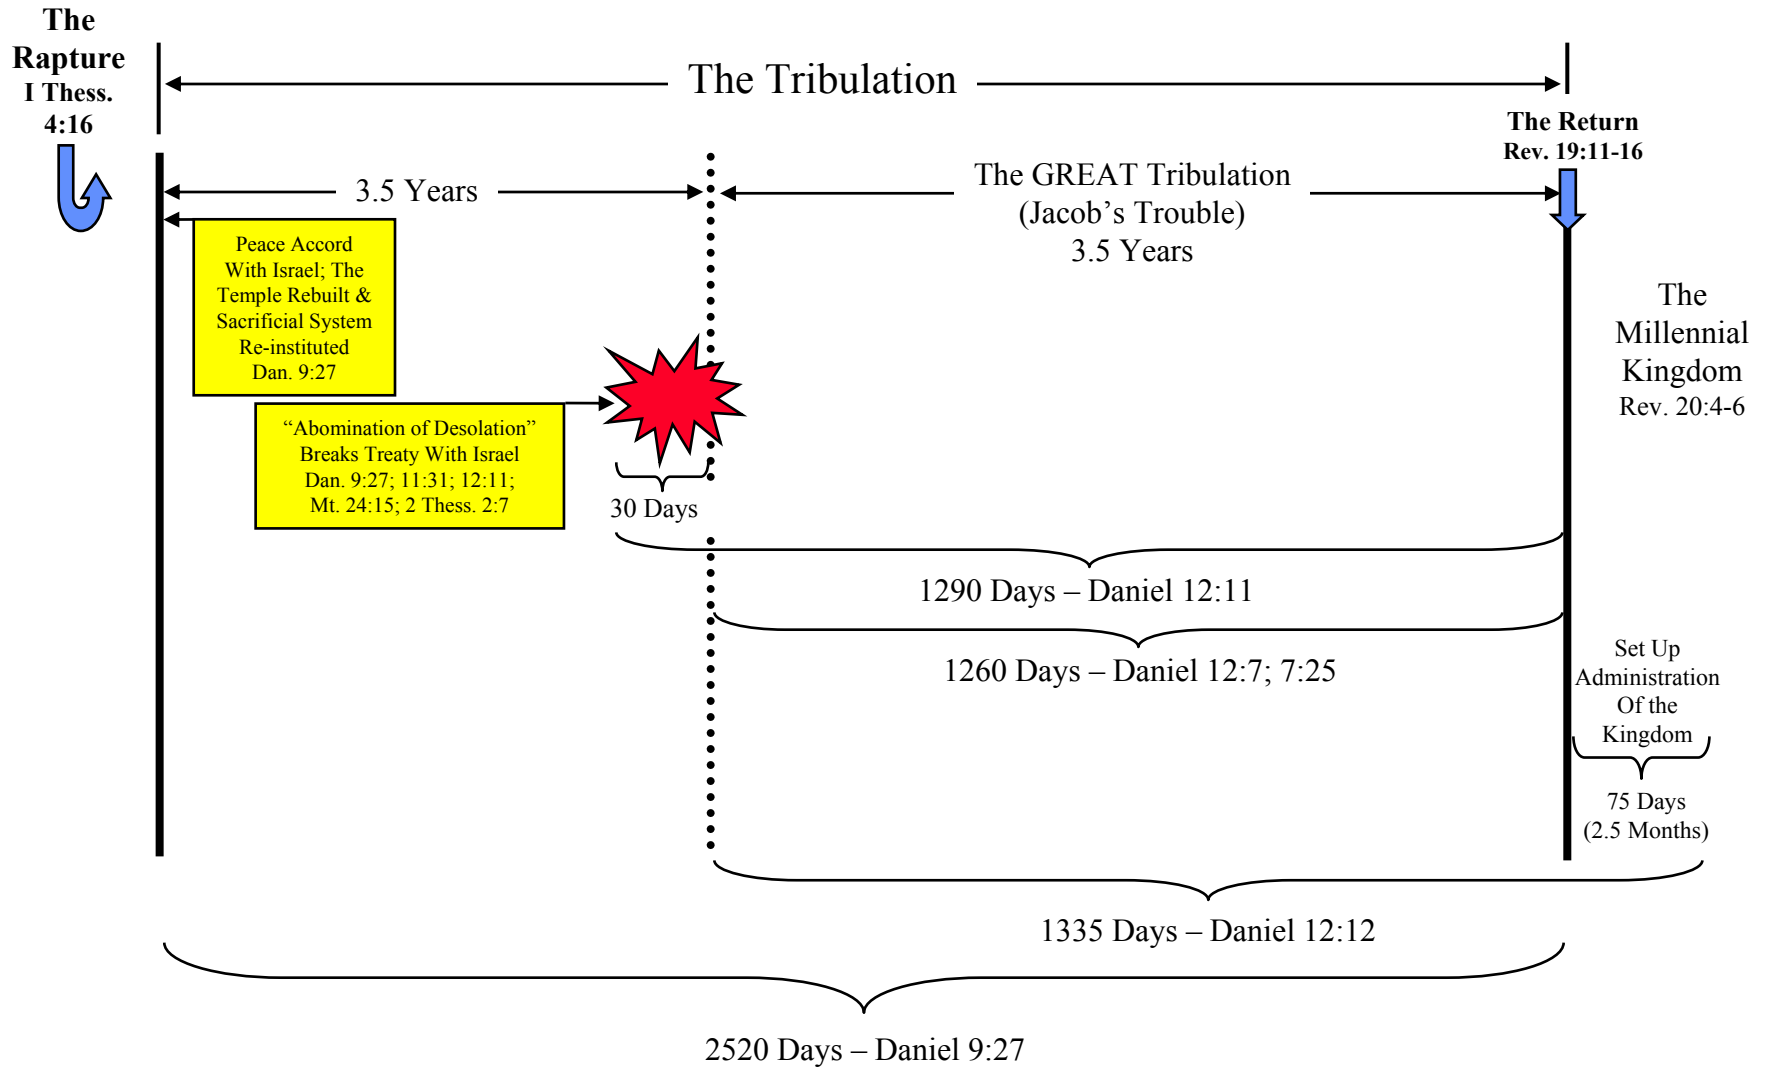 The
Rapture
I Thess.
4:16
The Tribulation
The Return
Rev. 19:11-16
3.5 Years
The GREAT Tribulation
(Jacob’s Trouble)
3.5 Years
Peace Accord
With Israel; The
Temple Rebuilt &
Sacrificial System
Re-instituted
Dan. 9:27
The
Millennial
Kingdom
Rev. 20:4-6
“Abomination of Desolation”
Breaks Treaty With Israel
Dan. 9:27; 11:31; 12:11;
Mt. 24:15; 2 Thess. 2:7
30 Days
1290 Days – Daniel 12:11
1260 Days – Daniel 12:7; 7:25
Set Up
Administration
Of the
Kingdom
75 Days
(2.5 Months)
1335 Days – Daniel 12:12
2520 Days – Daniel 9:27